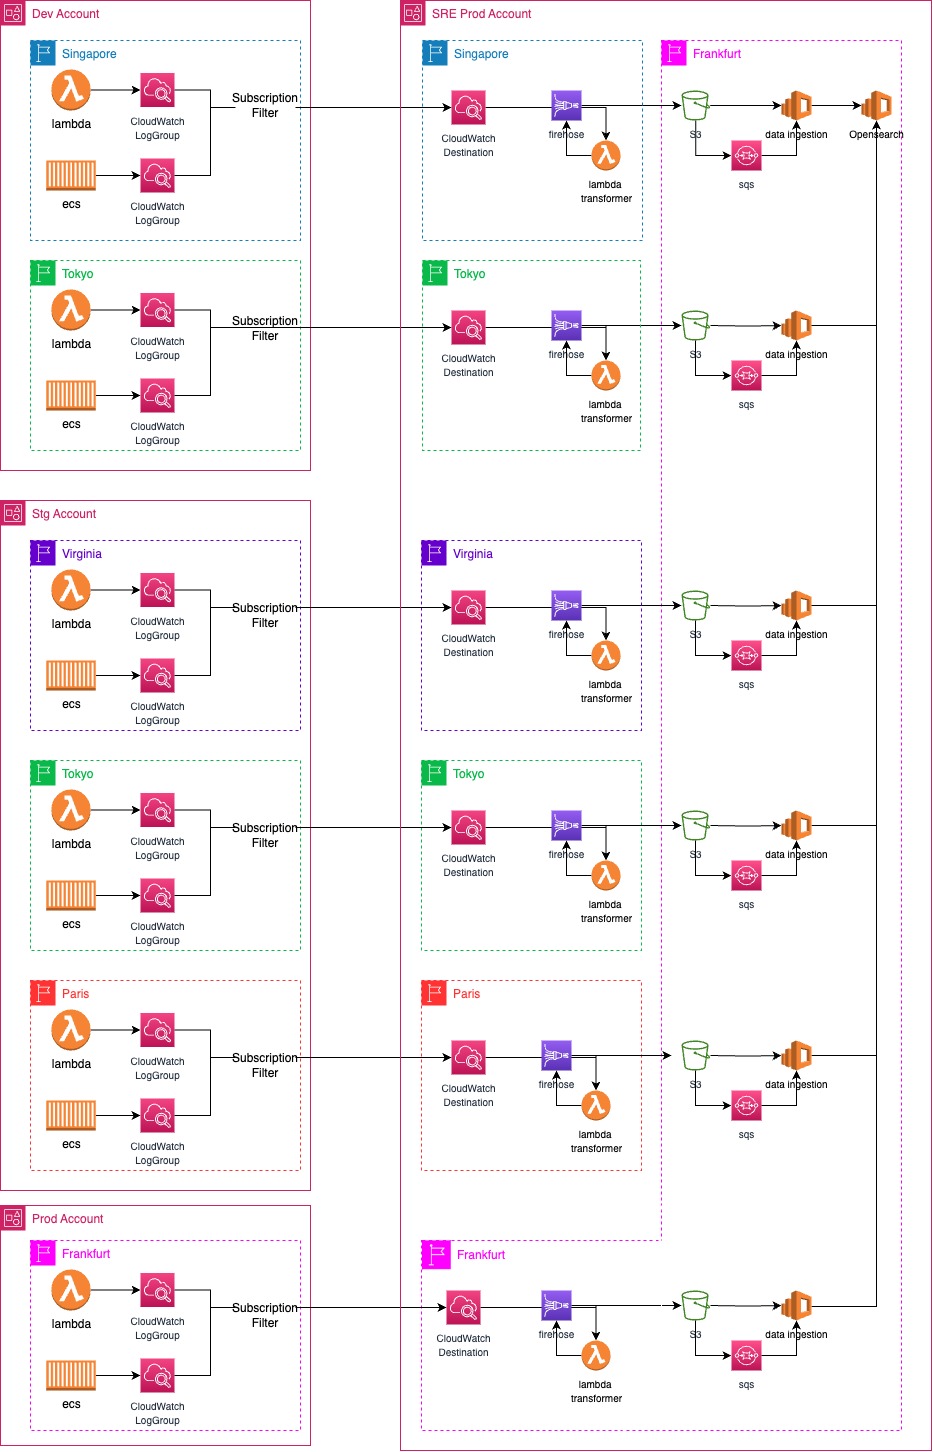 Dev Account
SRE Prod Account
Singapore
Singapore
Frankfurt
lambda
CloudWatch
LogGroup
Subscription
Filter
CloudWatch
Destination
firehose
S3
data ingestion
Opensearch
lambda
transformer
sqs
ecs
CloudWatch
LogGroup
Tokyo
Tokyo
lambda
CloudWatch
LogGroup
Subscription
Filter
CloudWatch
Destination
firehose
S3
data ingestion
lambda
transformer
sqs
ecs
CloudWatch
LogGroup
Stg Account
Virginia
Virginia
lambda
CloudWatch
LogGroup
Subscription
Filter
CloudWatch
Destination
firehose
S3
data ingestion
lambda
transformer
sqs
ecs
CloudWatch
LogGroup
Tokyo
Tokyo
lambda
CloudWatch
LogGroup
Subscription
Filter
CloudWatch
Destination
firehose
S3
data ingestion
lambda
transformer
sqs
ecs
CloudWatch
LogGroup
Paris
Paris
lambda
CloudWatch
LogGroup
Subscription
Filter
CloudWatch
Destination
firehose
S3
data ingestion
lambda
transformer
sqs
ecs
CloudWatch
LogGroup
Prod Account
Frankfurt
Frankfurt
lambda
CloudWatch
LogGroup
Subscription
Filter
CloudWatch
Destination
firehose
S3
data ingestion
lambda
transformer
sqs
ecs
CloudWatch
LogGroup